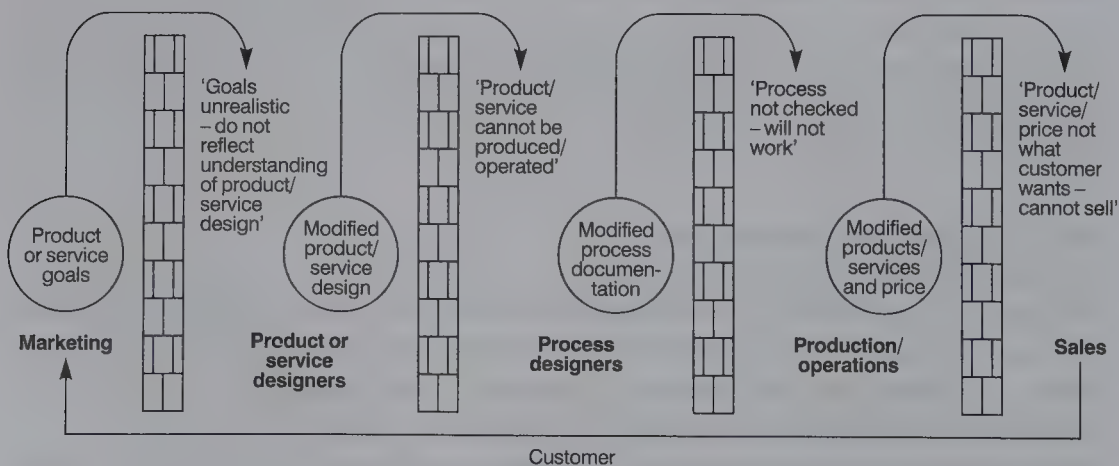 'Goals
unrealistic
– do not
reflect
understanding
of product/
service
design'
'Product/
service
cannot be
produced/
operated'
'Process
not checked
– will not
work'
'Product/
service/
price not
what
customer
wants –
cannot sell'
Product
or service
goals
Modified
product/
service
design
Modified
process
documen-
tation
Modified
products/
services
and price
Marketing
Product or
service
designers
Process
designers
Production/
operations
Sales
Customer